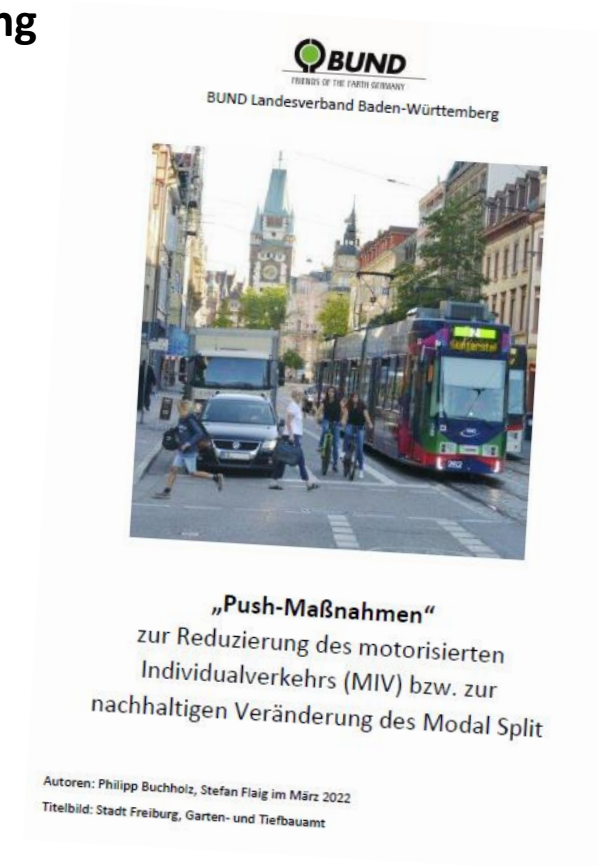 ng
BUND
FRIENDS OF THE EARTH GERMANY
BUND Landesverband Baden-Württemberg
262
„Push-Maßnahmen“
zur Reduzierung des motorisierten
Individualverkehrs (MIV) bzw. zur
nachhaltigen Veränderung des Modal Split
Autoren: Philipp Buchholz, Stefan Flaig im März 2022
Titelbild: Stadt Freiburg, Garten- und Tiefbauamt